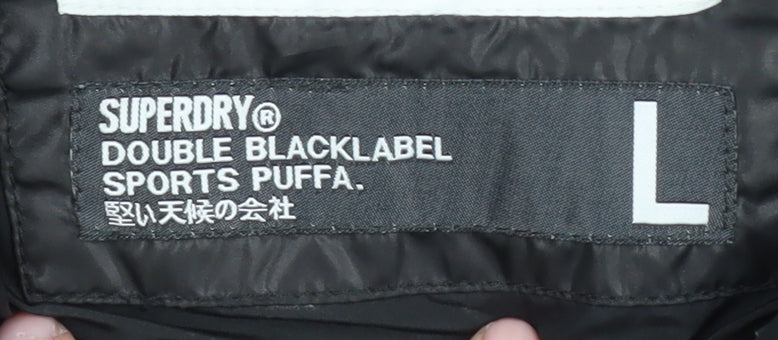 SUPERDRY®
DOUBLE BLACKLABEL
SPORTS PUFFA.
堅い天候の会社
L